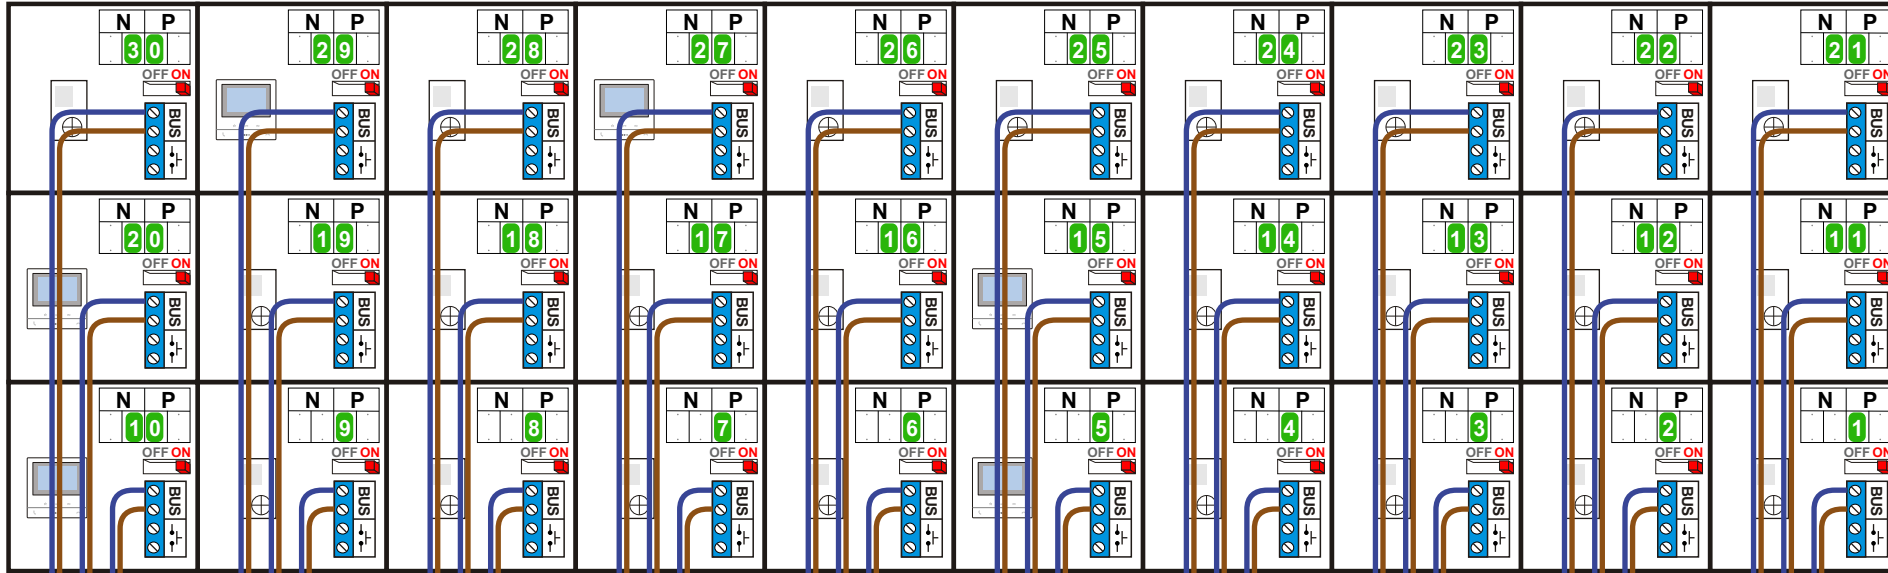 N P N P N P N P N P N P N P N P N P N P
30 29 28 27 26 25 24 23 22 21
OFF ON OFF ON OFF ON OFF ON OFF ON OFF ON OFF ON OFF ON OFF ON OFF ON
BUS BUS BUS BUS BUS BUS BUS BUS BUS BUS
N P N P N P N P N P N P N P N P N P N P
20 19 18 17 16 15 14 13 12 11
OFF ON OFF ON OFF ON OFF ON OFF ON OFF ON OFF ON OFF ON OFF ON OFF ON
BUS BUS BUS BUS BUS BUS BUS BUS BUS BUS
N P N P N P N P N P N P N P N P N P N P
10 9 8 7 6 5 4 3 2 1
OFF ON OFF ON OFF ON OFF ON OFF ON OFF ON OFF ON OFF ON OFF ON OFF ON
BUS BUS BUS BUS BUS BUS BUS BUS BUS BUS